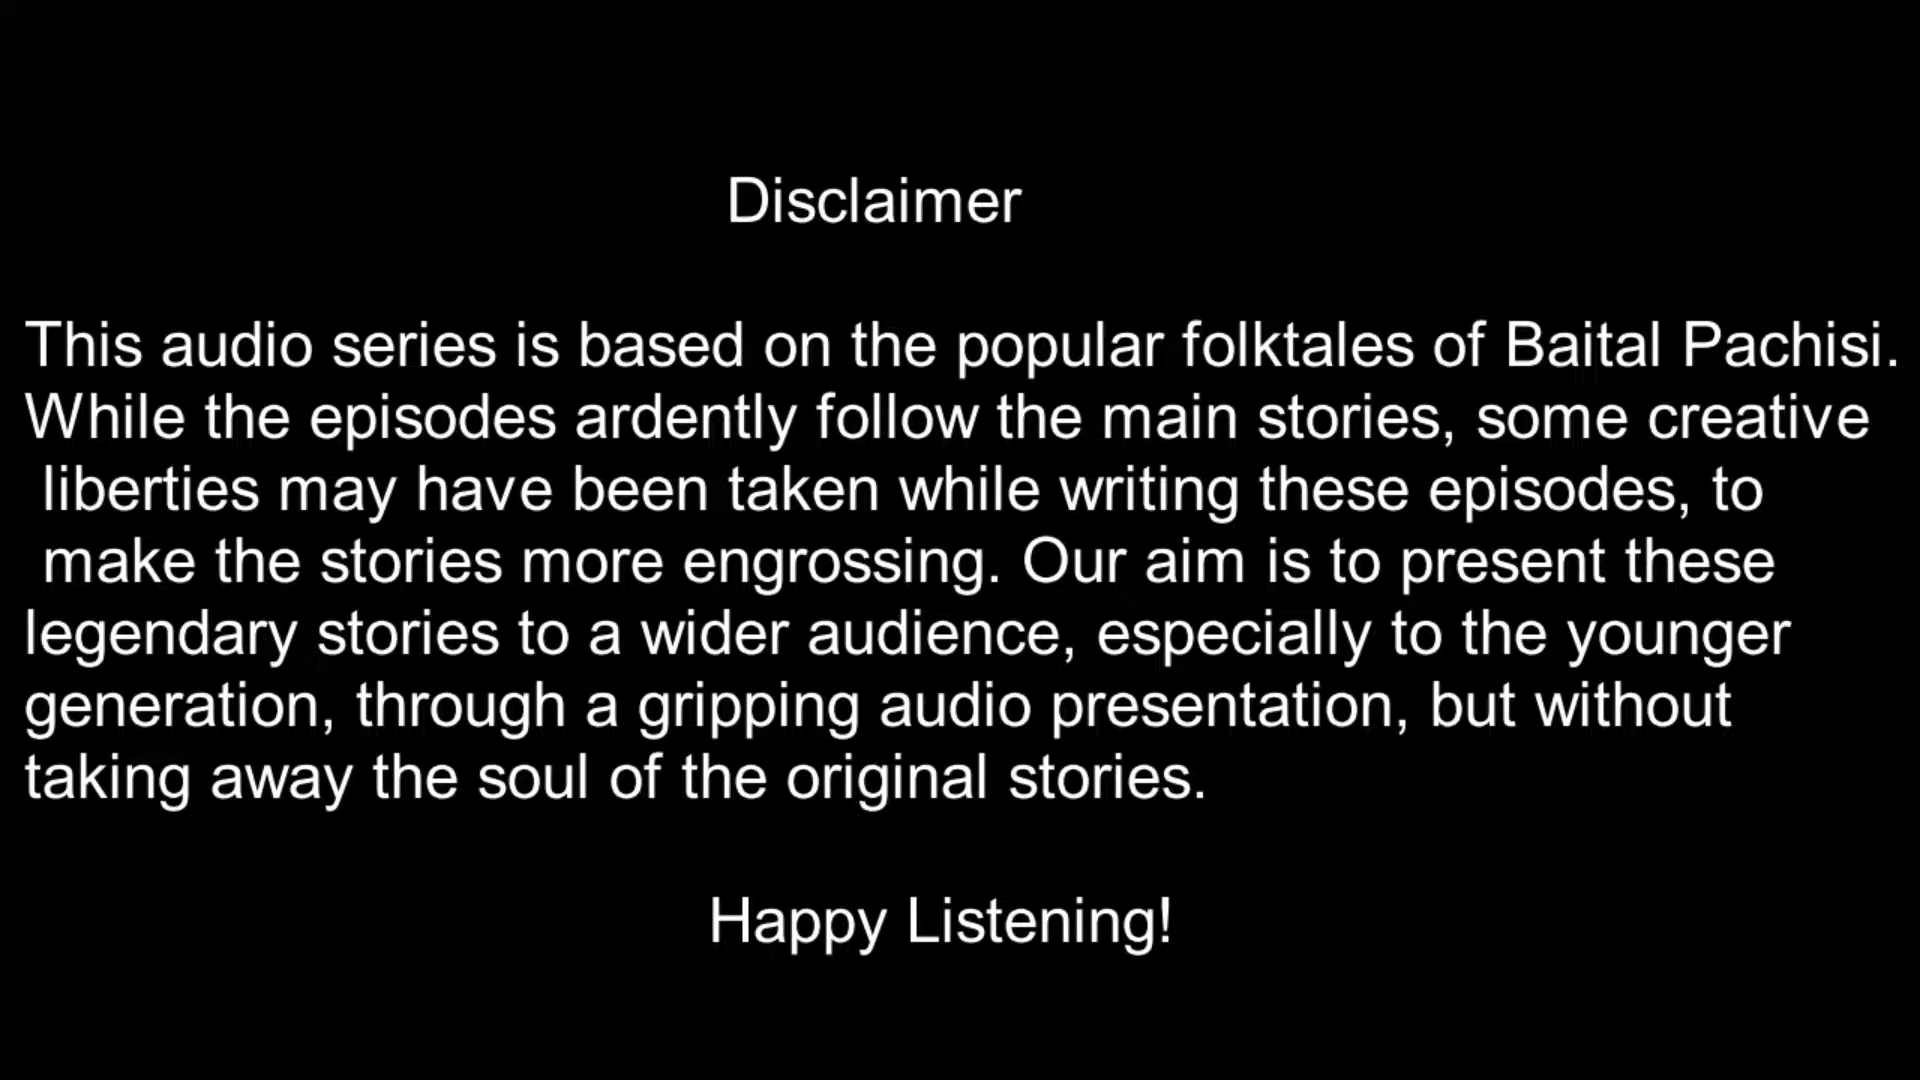 Disclaimer
This audio series is based on the popular folktales of Baital Pachisi.
While the episodes ardently follow the main stories, some creative
liberties may have been taken while writing these episodes, to
make the stories more engrossing. Our aim is to present these
legendary stories to a wider audience, especially to the younger
generation, through a gripping audio presentation, but without
taking away the soul of the original stories.
Happy Listening!